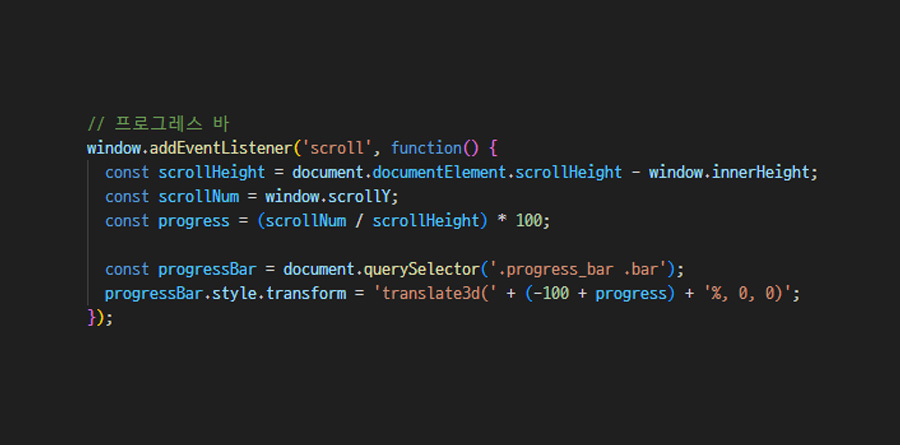 // 프로그레스 바
window.addEventListener('scroll', function() {
const scrollHeight = document.documentElement.scrollHeight - window.innerHeight;
const scrollNum = window.scrollY;
const progress = (scrollNum / scrollHeight) * 100;
const progressBar = document.querySelector('.progress_bar .bar');
progressBar.style.transform = 'translate3d(' + (-100 + progress) + '%, 0, 0)';
});